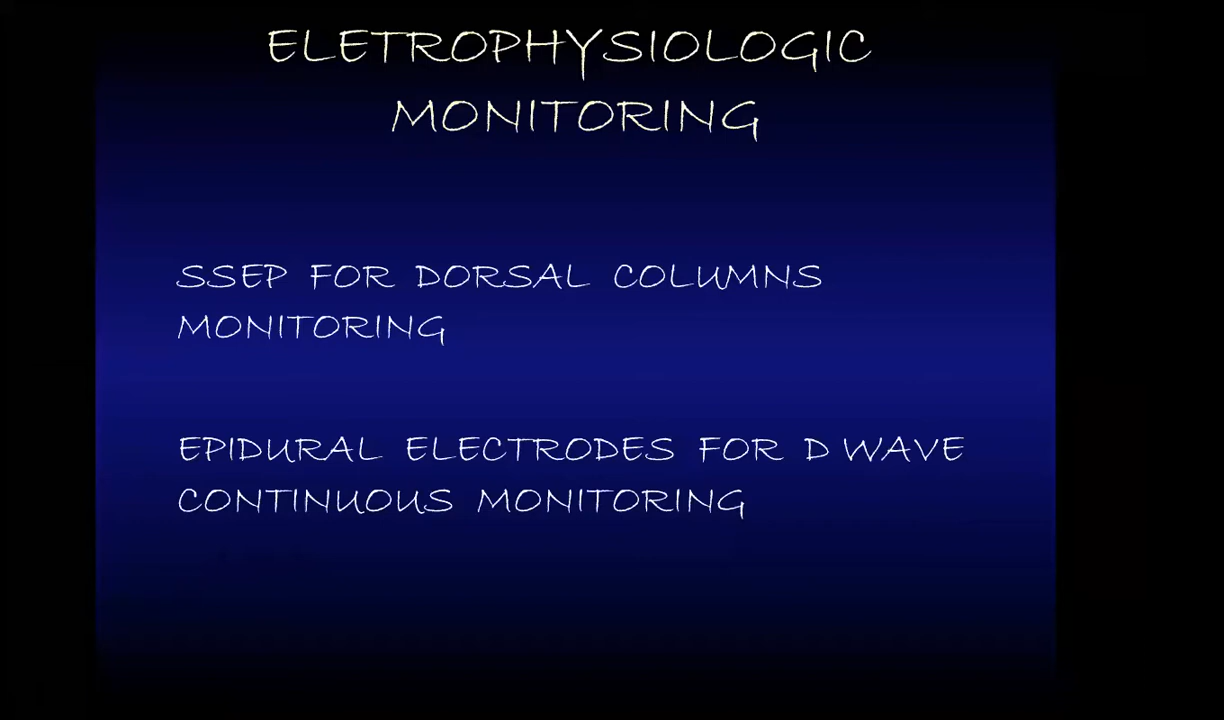 ELETROPHYSIOLOGIC
MONITORING
SSEP FOR DORSAL COLUMNS
MONITORING
EPIDURAL ELECTRODES FOR D WAVE
CONTINUOUS MONITORING